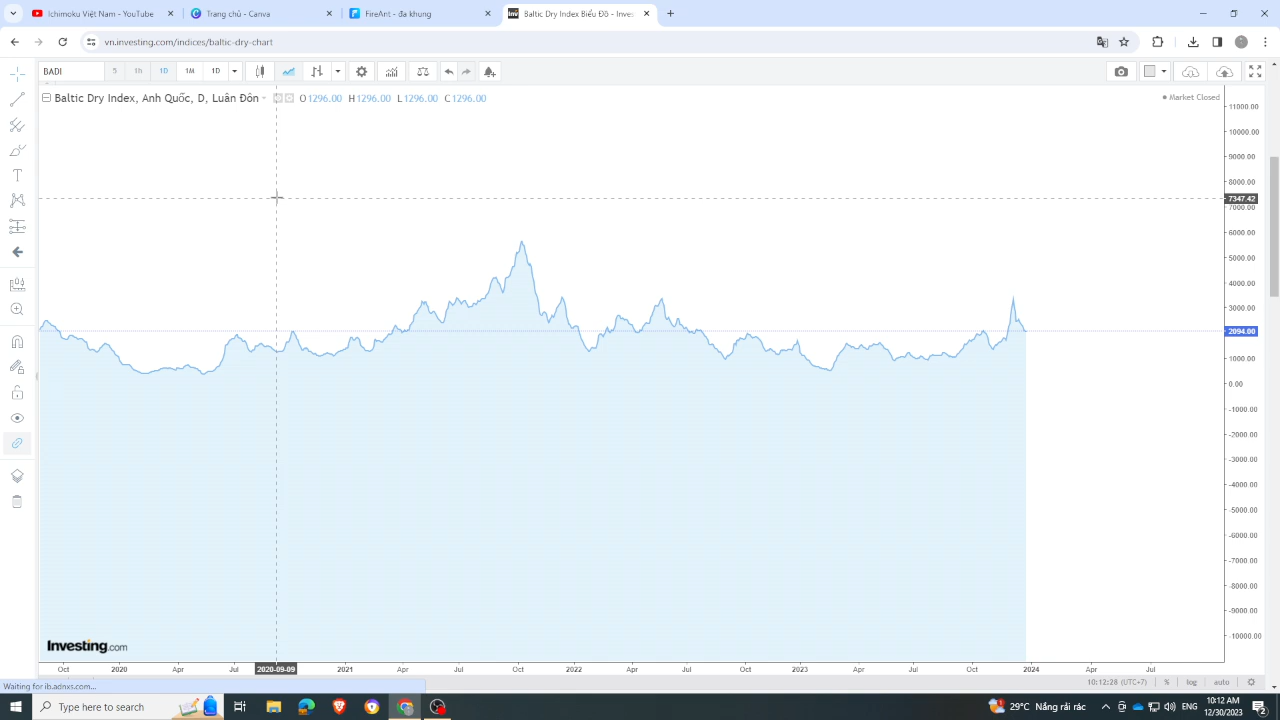 Ichimoku Việt Nam - YouTube
Trang chủ - Canva
FireAnt - đa khung
Baltic Dry Index Biểu Đồ - Inves
vn.investing.com/indices/baltic-dry-chart
BADI 5 1h 1D 1M 1D
Baltic Dry Index, Anh Quốc, D, Luân Đôn O1296.00 H1296.00 L1296.00 C1296.00
Market Closed
11000.00
10000.00
9000.00
8000.00
7347.42
7000.00
6000.00
5000.00
4000.00
3000.00
2094.00
1000.00
0.00
-1000.00
-2000.00
-3000.00
-4000.00
-5000.00
-6000.00
-7000.00
-8000.00
-9000.00
-10000.00
Investing.com
Oct 2020 Apr Jul 2020-09-09 2021 Apr Jul Oct 2022 Apr Jul Oct 2023 Apr Jul Oct 2024 Apr Jul
Waiting for ib.adnxs.com...
10:12:28 (UTC+7) % log auto
Type here to search
29°C Nắng rải rác
ENG
10:12 AM
12/30/2023
2